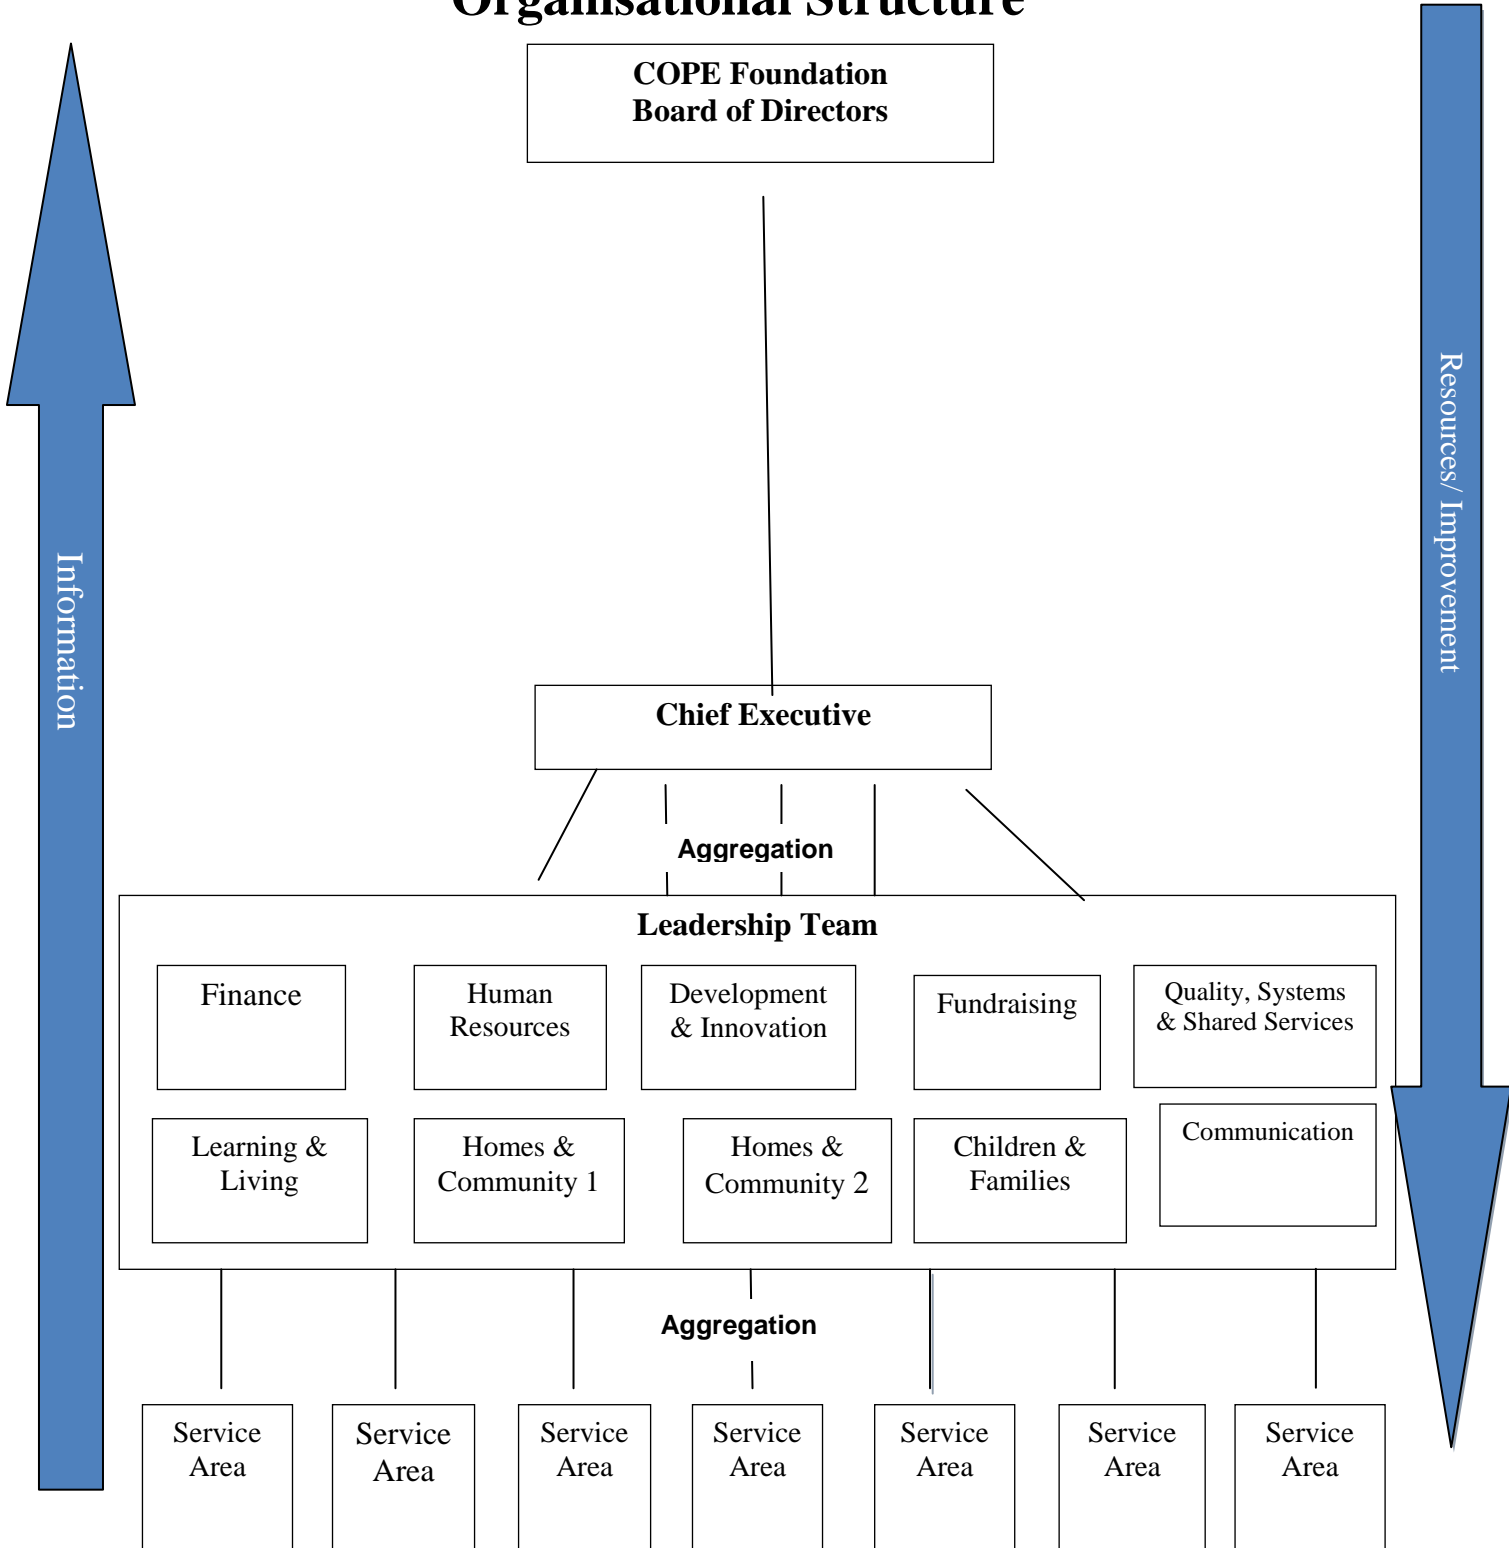 Organisational Structure
COPE Foundation
Board of Directors
Information
Resources/ Improvement
Chief Executive
Aggregation
Leadership Team
Finance
Human
Resources
Development
& Innovation
Fundraising
Quality, Systems
& Shared Services
Learning &
Living
Homes &
Community 1
Homes &
Community 2
Children &
Families
Communication
Aggregation
Service
Area
Service
Area
Service
Area
Service
Area
Service
Area
Service
Area
Service
Area